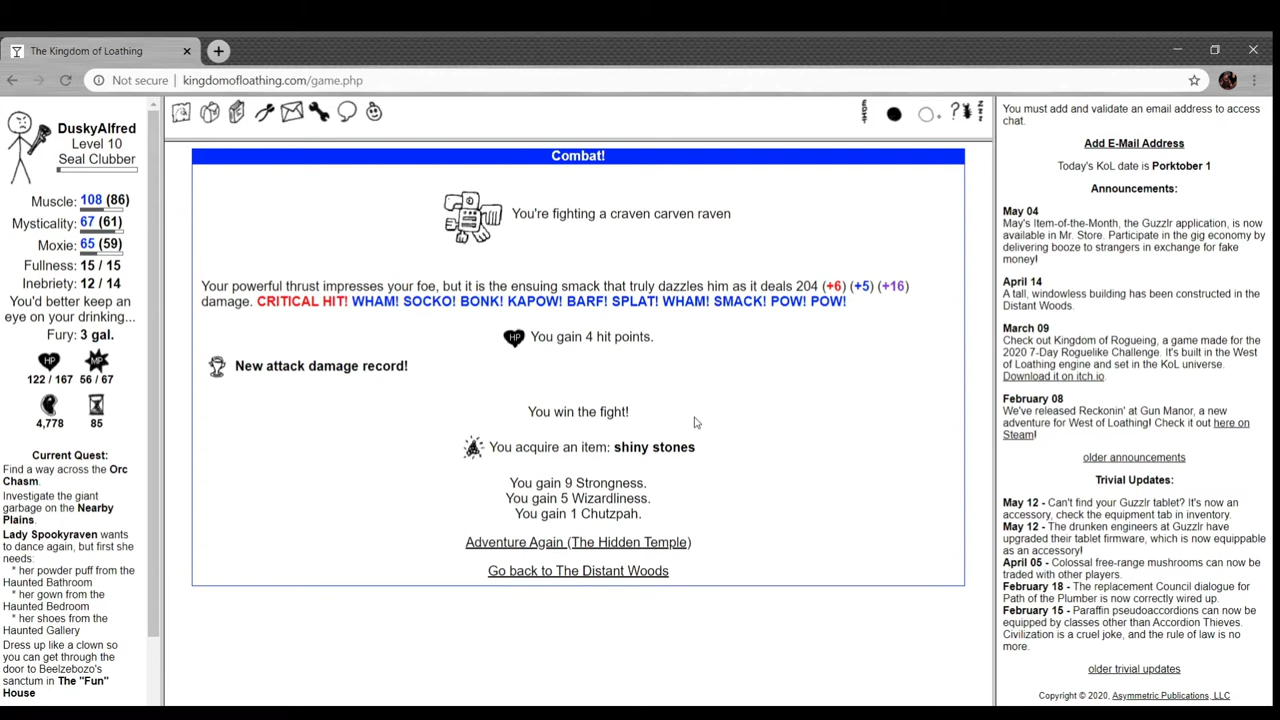 The Kingdom of Loathing
Not secure
kingdomofloathing.com/game.php
DuskyAlfred
Level 10
Seal Clubber
Muscle: 108 (86)
Mysticality: 67 (61)
Moxie: 65 (59)
Fullness: 15 / 15
Inebriety: 12 / 14
You'd better keep an
eye on your drinking...
Fury: 3 gal.
HP MP
122 / 167 56 / 67
4,778 85
Current Quest:
Find a way across the Orc
Chasm.
Investigate the giant
garbage on the Nearby
Plains.
Lady Spookyraven wants
to dance again, but first she
needs:
* her powder puff from the
Haunted Bathroom
* her gown from the
Haunted Bedroom
* her shoes from the
Haunted Gallery
Dress up like a clown so
you can get through the
door to Beelzebozo's
sanctum in The "Fun"
House
Combat!
You're fighting a craven carven raven
Your powerful thrust impresses your foe, but it is the ensuing smack that truly dazzles him as it deals 204 (+6) (+5) (+16)
damage. CRITICAL HIT! WHAM! SOCKO! BONK! KAPOW! BARF! SPLAT! WHAM! SMACK! POW! POW!
HP You gain 4 hit points.
New attack damage record!
You win the fight!
You acquire an item: shiny stones
You gain 9 Strongness.
You gain 5 Wizardliness.
You gain 1 Chutzpah.
Adventure Again (The Hidden Temple)
Go back to The Distant Woods
You must add and validate an email address to access
chat.
Add E-Mail Address
Today's KoL date is Porktober 1
Announcements:
May 04
May's Item-of-the-Month, the Guzzlr application, is now
available in Mr. Store. Participate in the gig economy by
delivering booze to strangers in exchange for fake
money!
April 14
A tall, windowless building has been constructed in the
Distant Woods.
March 09
Check out Kingdom of Rogueing, a game made for the
2020 7-Day Roguelike Challenge. It's built in the West
of Loathing engine and set in the KoL universe.
Download it on itch.io.
February 08
We've released Reckonin' at Gun Manor, a new
adventure for West of Loathing! Check it out here on
Steam!
older announcements
Trivial Updates:
May 12 - Can't find your Guzzlr tablet? It's now an
accessory, check the equipment tab in inventory.
May 12 - The drunken engineers at Guzzlr have
upgraded their tablet firmware, which is now equippable
as an accessory!
April 05 - Colossal free-range mushrooms can now be
traded with other players.
February 18 - The replacement Council dialogue for
Path of the Plumber is now correctly wired up.
February 15 - Paraffin pseudoaccordions can now be
equipped by classes other than Accordion Thieves.
Civilization is a cruel joke, and the rule of law is no
more.
older trivial updates
Copyright © 2020, Asymmetric Publications, LLC